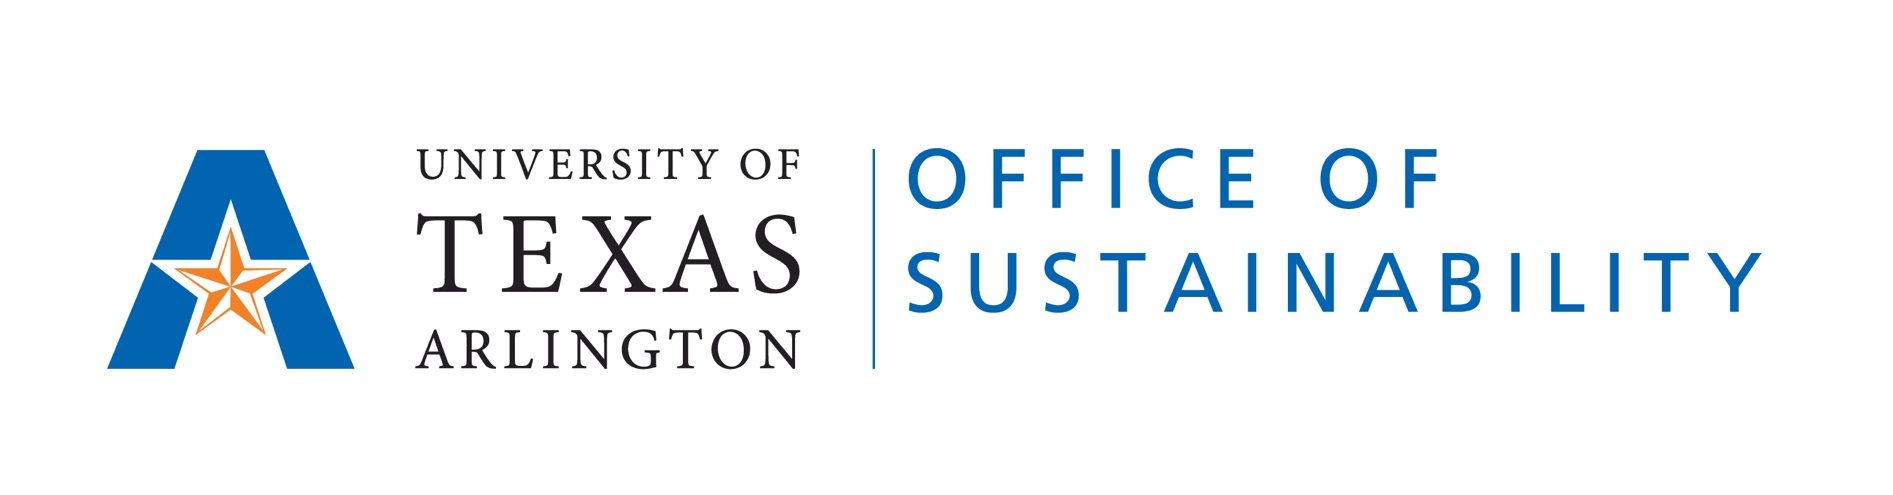 UNIVERSITY OF
TEXAS
ARLINGTON
OFFICE OF
SUSTAINABILITY